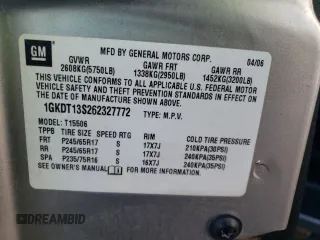 GM
MFD BY GENERAL MOTORS CORP. 04/06
GVWR GAWR FRT GAWR RR
2608KG(5750LB) 1338KG(2950LB) 1452KG(3200LB)
THIS VEHICLE CONFORMS TO ALL APPLICABLE U.S. FEDERAL
MOTOR VEHICLE SAFETY STANDARDS IN EFFECT ON THE DATE OF
MANUFACTURE SHOWN ABOVE.
1GKDT13S262327772 TYPE: M.P.V.
MODEL: T15506
TPPB TIRE SIZE SPEED RTG RIM COLD TIRE PRESSURE
FRT P245/65R17 S 17X7J 210KPA(30PSI)
RR P245/65R17 S 17X7J 240KPA(35PSI)
SPA P235/75R16 S 16X7J 240KPA(35PSI)
SEE OWNER'S MANUAL FOR MORE INFORMATION.
DREAMBID